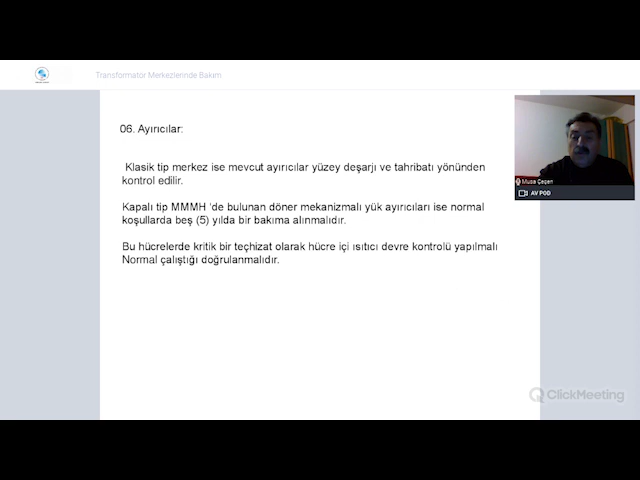 Transformatör Merkezlerinde Bakım
06. Ayırıcılar:
Klasik tip merkez ise mevcut ayırıcılar yüzey deşarjı ve tahribatı yönünden
kontrol edilir.
Kapalı tip MMMH 'de bulunan döner mekanizmalı yük ayırıcıları ise normal
koşullarda beş (5) yılda bir bakıma alınmalıdır.
Bu hücrelerde kritik bir teçhizat olarak hücre içi ısıtıcı devre kontrolü yapılmalı
Normal çalıştığı doğrulanmalıdır.
Musa Çeçen
AV POD
ClickMeeting